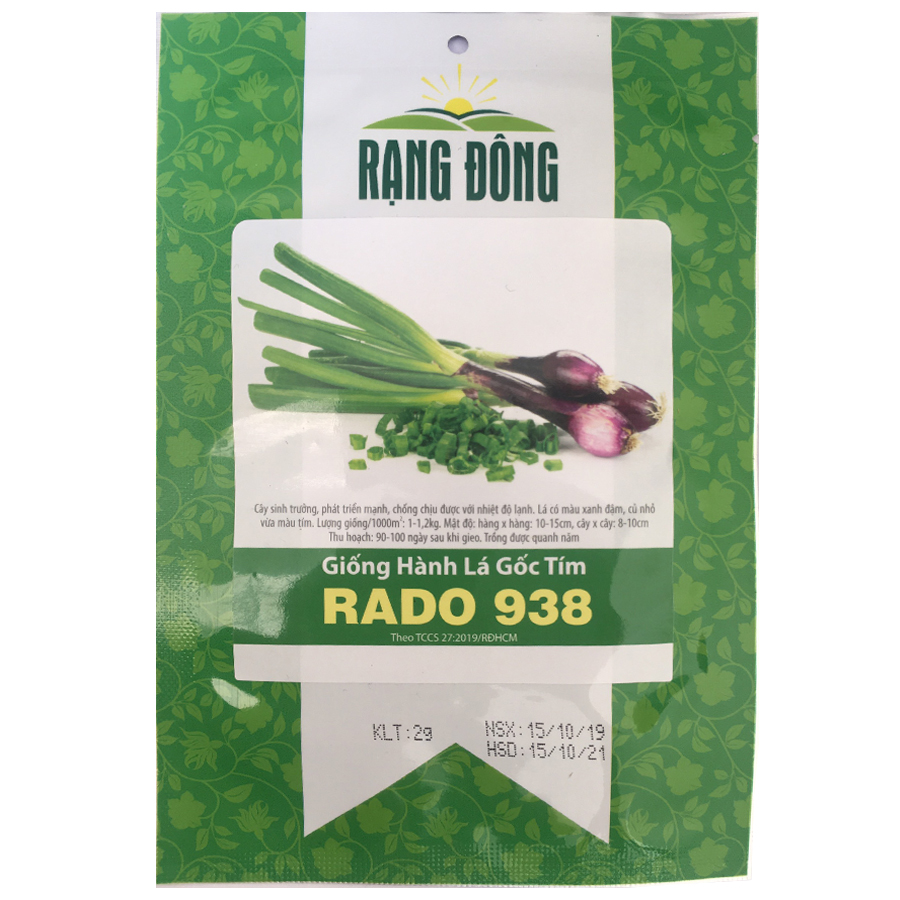 RẠNG ĐÔNG
Cây sinh trưởng, phát triển mạnh, chống chịu được với nhiệt độ lạnh. Lá có màu xanh đậm, củ nhỏ
vừa màu tím. Lượng giống/1000m²: 1-1,2kg. Mật độ: hàng x hàng: 10-15cm, cây x cây: 8-10cm
Thu hoạch: 90-100 ngày sau khi gieo. Trồng được quanh năm
Giống Hành Lá Gốc Tím
RADO 938
Theo TCCS 27:2019/RĐHCM
KLT:2g NSX:15/10/19
HSD:15/10/21